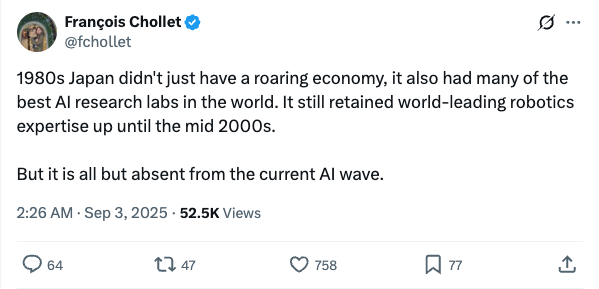 François Chollet
@fchollet
1980s Japan didn't just have a roaring economy, it also had many of the
best AI research labs in the world. It still retained world-leading robotics
expertise up until the mid 2000s.
But it is all but absent from the current AI wave.
2:26 AM · Sep 3, 2025 · 52.5K Views
64 47 758 77